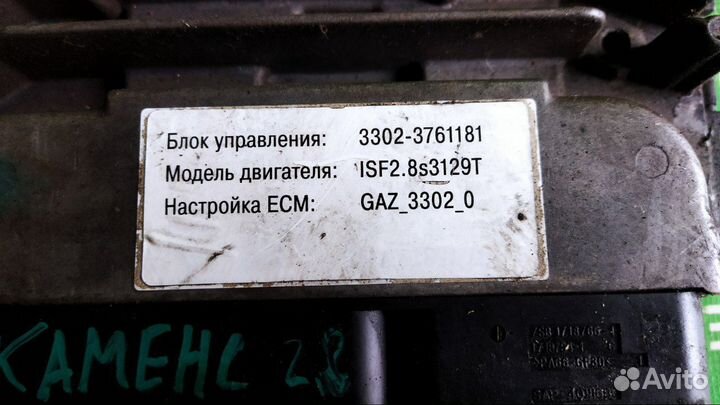 Блок управления: 3302-3761181
Модель двигателя: ISF2.8s3129T
Настройка ECM: GAZ_3302_0
КАМЕНС 2,8
Avito